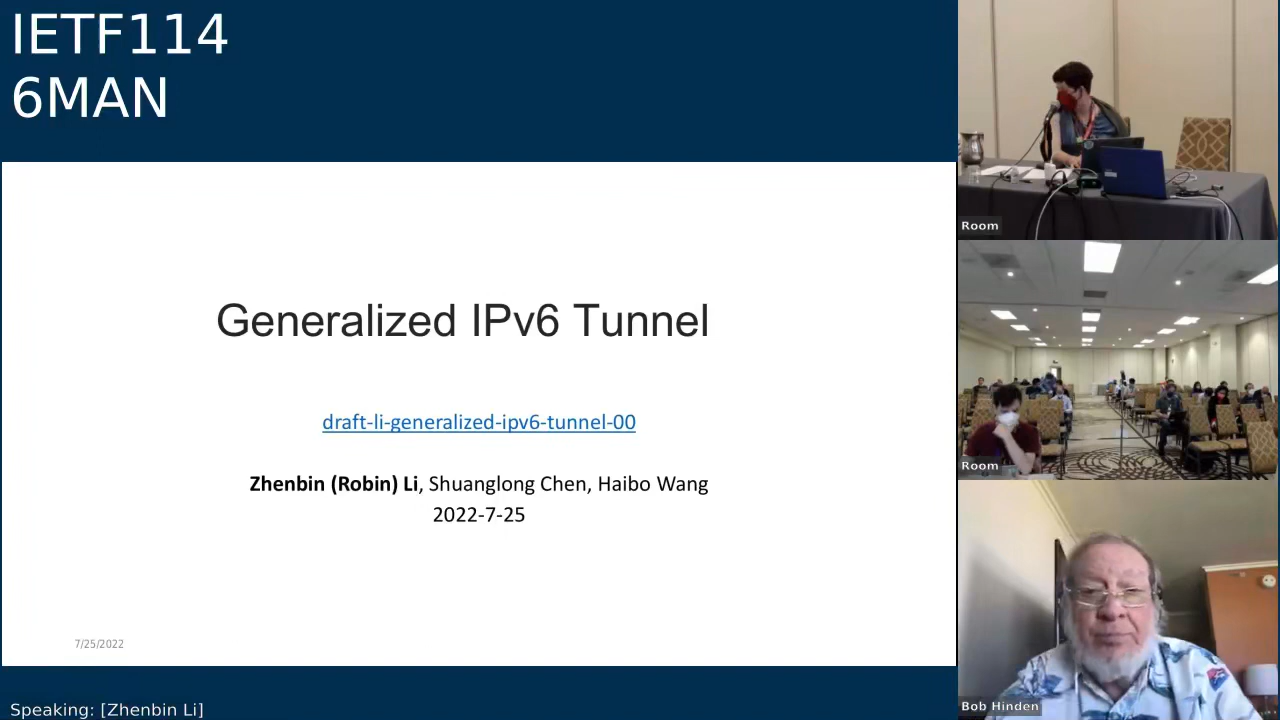 IETF114
6MAN
Generalized IPv6 Tunnel
draft-li-generalized-ipv6-tunnel-00
Zhenbin (Robin) Li, Shuanglong Chen, Haibo Wang
2022-7-25
7/25/2022
Speaking: [Zhenbin Li]
Room
Room
Bob Hinden